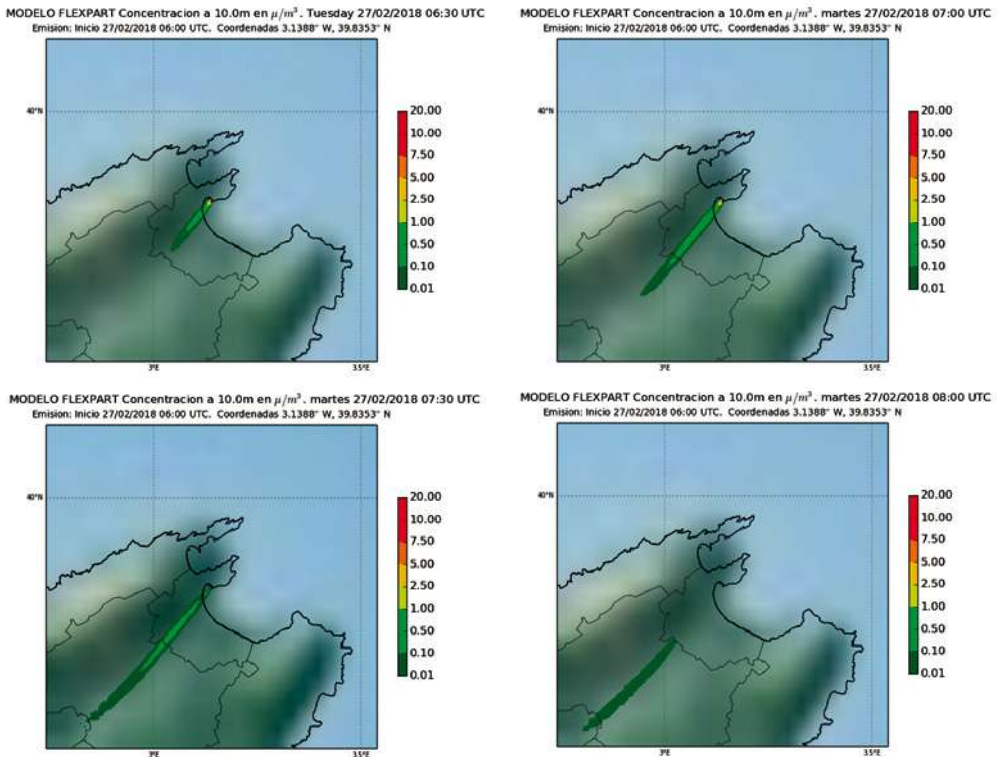 MODELO FLEXPART Concentracion a 10.0m en μ/m³. Tuesday 27/02/2018 06:30 UTC
Emision: Inicio 27/02/2018 06:00 UTC. Coordenadas 3.1388° W, 39.8353° N
40°N
3°E
3.5°E
20.00
10.00
7.50
5.00
2.50
1.00
0.50
0.10
0.01
MODELO FLEXPART Concentracion a 10.0m en μ/m³. martes 27/02/2018 07:00 UTC
Emision: Inicio 27/02/2018 06:00 UTC. Coordenadas 3.1388° W, 39.8353° N
40°N
3°E
3.5°E
20.00
10.00
7.50
5.00
2.50
1.00
0.50
0.10
0.01
MODELO FLEXPART Concentracion a 10.0m en μ/m³. martes 27/02/2018 07:30 UTC
Emision: Inicio 27/02/2018 06:00 UTC. Coordenadas 3.1388° W, 39.8353° N
40°N
3°E
3.5°E
20.00
10.00
7.50
5.00
2.50
1.00
0.50
0.10
0.01
MODELO FLEXPART Concentracion a 10.0m en μ/m³. martes 27/02/2018 08:00 UTC
Emision: Inicio 27/02/2018 06:00 UTC. Coordenadas 3.1388° W, 39.8353° N
40°N
3°E
3.5°E
20.00
10.00
7.50
5.00
2.50
1.00
0.50
0.10
0.01